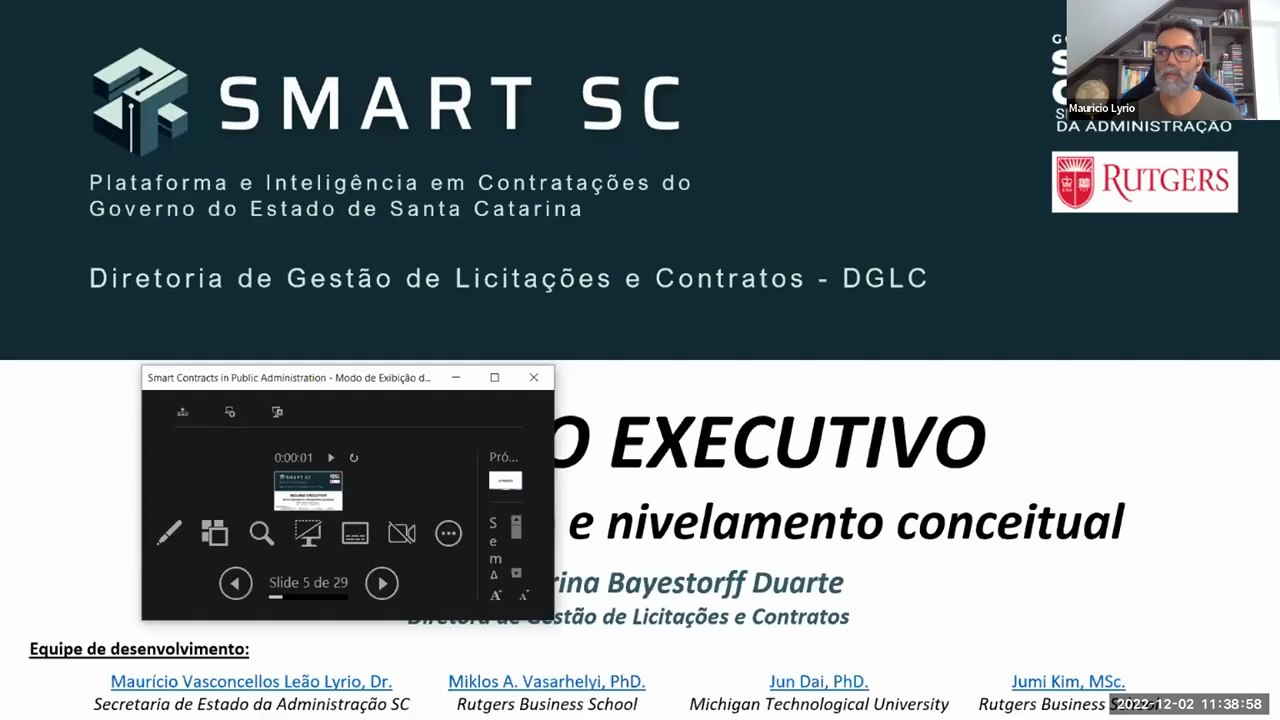 SMART SC
Plataforma e Inteligência em Contratações do
Governo do Estado de Santa Catarina
Diretoria de Gestão de Licitações e Contratos - DGLC
Mauricio Lyrio
DA ADMINISTRAÇÃO
RUTGERS
Smart Contracts in Public Administration - Modo de Exibição d...
0:00:01
Pró...
Slide 5 de 29
O EXECUTIVO
e nivelamento conceitual
rina Bayestorff Duarte
Diretora de Gestão de Licitações e Contratos
Equipe de desenvolvimento:
Maurício Vasconcellos Leão Lyrio, Dr.
Secretaria de Estado da Administração SC
Miklos A. Vasarhelyi, PhD.
Rutgers Business School
Jun Dai, PhD.
Michigan Technological University
Jumi Kim, MSc.
Rutgers Business
2022-12-02 11:38:58